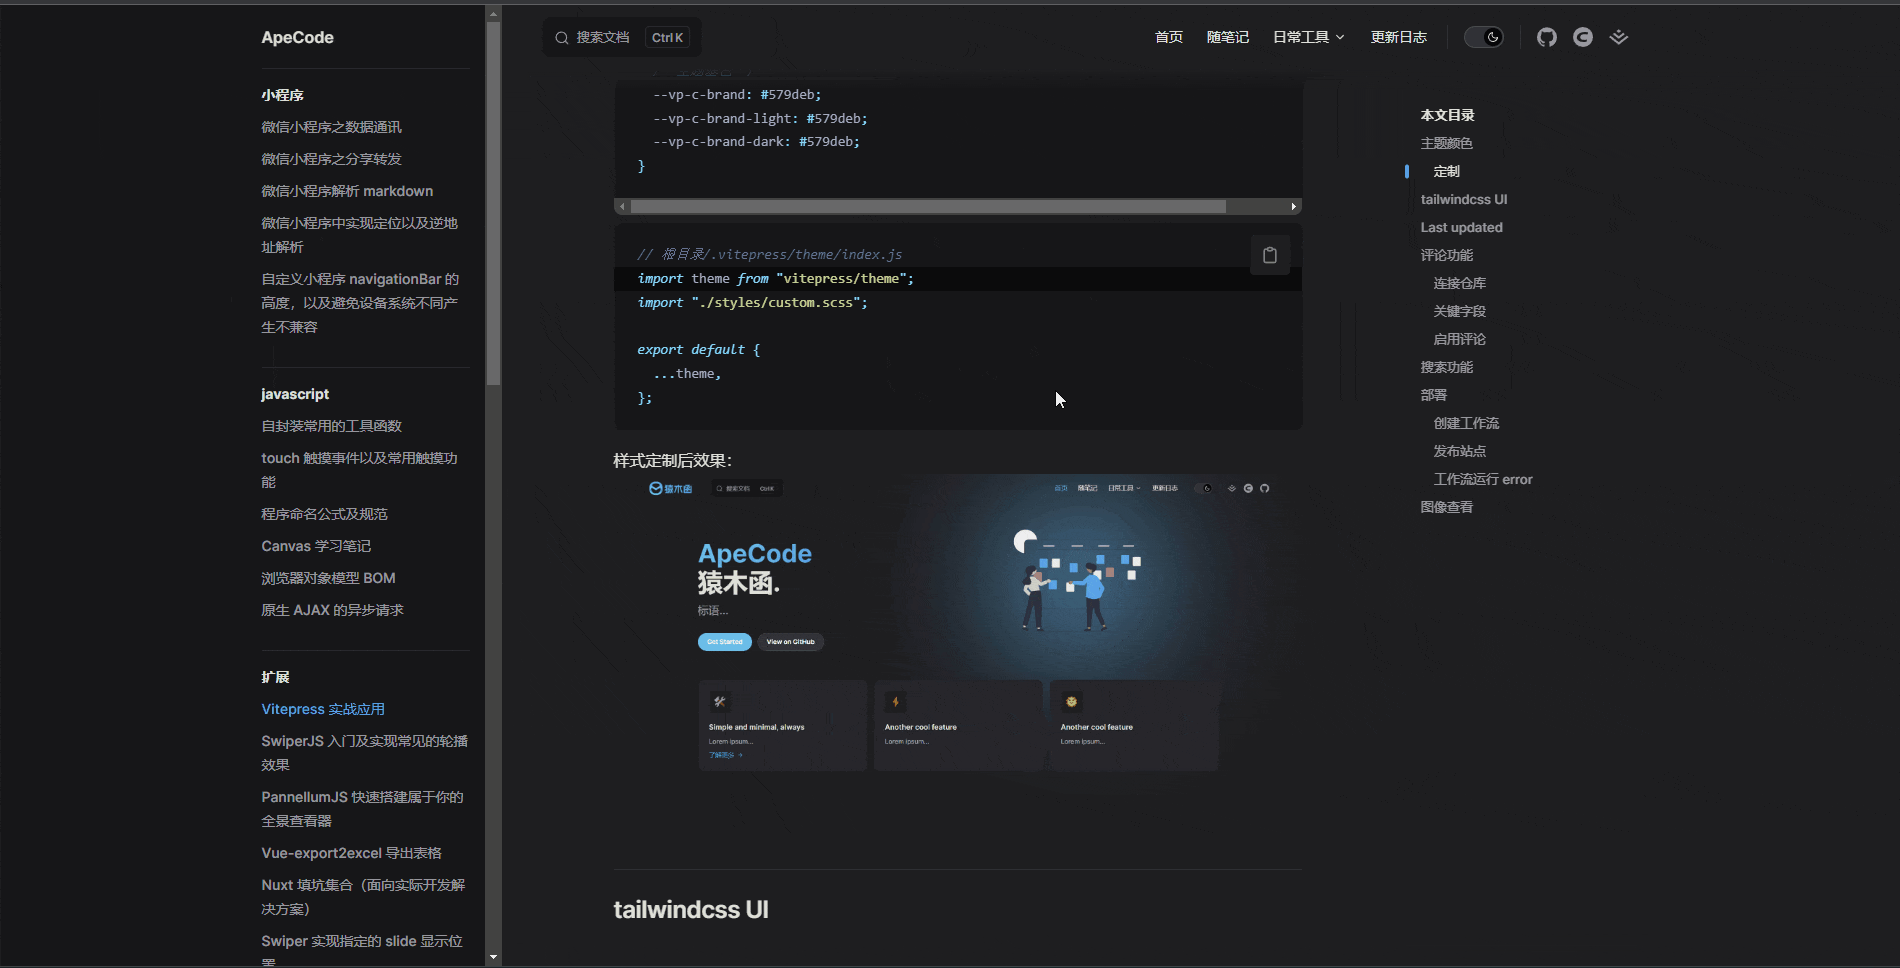 ApeCode
小程序
微信小程序之数据通讯
微信小程序之分享转发
微信小程序解析 markdown
微信小程序中实现定位以及逆地
址解析
自定义小程序 navigationBar 的
高度，以及避免设备系统不同产
生不兼容
javascript
自封装常用的工具函数
touch 触摸事件以及常用触摸功
能
程序命名公式及规范
Canvas 学习笔记
浏览器对象模型 BOM
原生 AJAX 的异步请求
扩展
Vitepress 实战应用
SwiperJS 入门及实现常见的轮播
效果
PannellumJS 快速搭建属于你的
全景查看器
Vue-export2excel 导出表格
Nuxt 填坑集合（面向实际开发解
决方案）
Swiper 实现指定的 slide 显示位
置
搜索文档 Ctrl K
首页 随笔记 日常工具 更新日志
--vp-c-brand: #579deb;
--vp-c-brand-light: #579deb;
--vp-c-brand-dark: #579deb;
}
// 根目录/.vitepress/theme/index.js
import theme from "vitepress/theme";
import "./styles/custom.scss";
export default {
...theme,
};
样式定制后效果：
猿木函 搜索文档 Ctrl K 首页 随笔记 日常工具 更新日志
ApeCode
猿木函.
标语...
Get Started View on GitHub
Simple and minimal, always
Lorem ipsum...
了解更多
Another cool feature
Lorem ipsum...
Another cool feature
Lorem ipsum...
tailwindcss UI
本文目录
主题颜色
定制
tailwindcss UI
Last updated
评论功能
连接仓库
关键字段
启用评论
搜索功能
部署
创建工作流
发布站点
工作流运行 error
图像查看